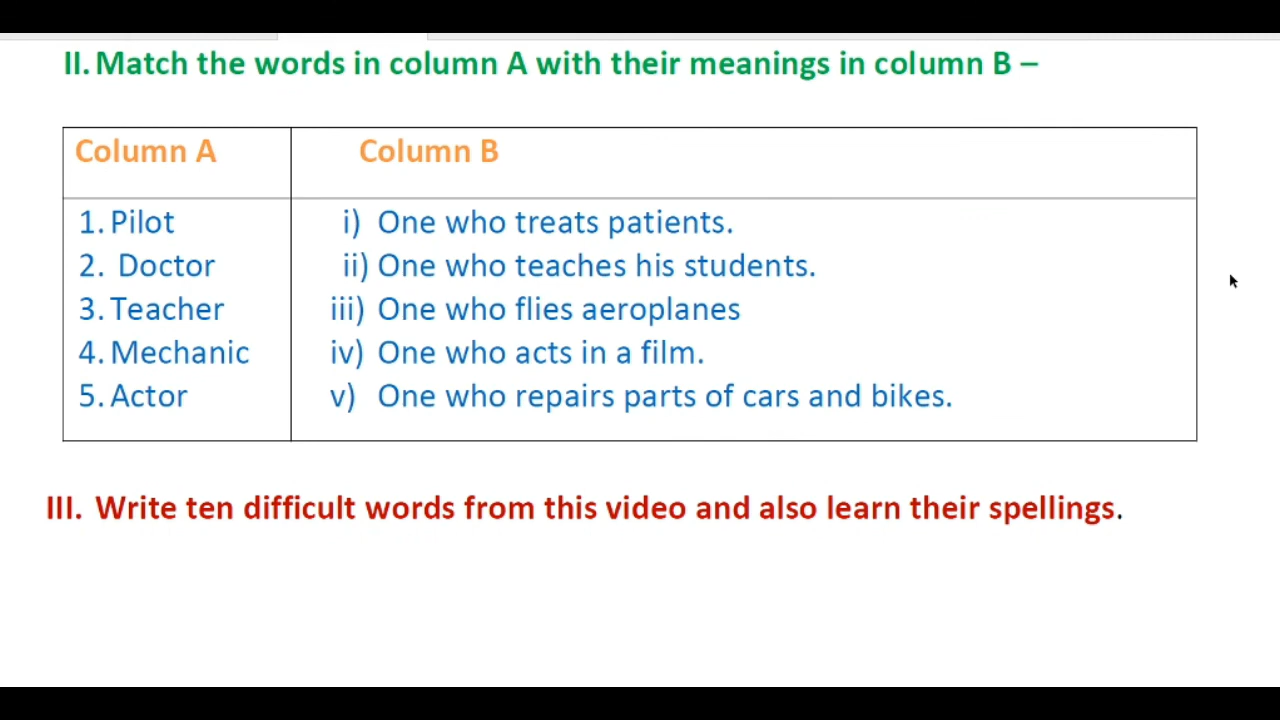 II. Match the words in column A with their meanings in column B –
Column A Column B
1. Pilot i) One who treats patients.
2. Doctor ii) One who teaches his students.
3. Teacher iii) One who flies aeroplanes
4. Mechanic iv) One who acts in a film.
5. Actor v) One who repairs parts of cars and bikes.
III. Write ten difficult words from this video and also learn their spellings.